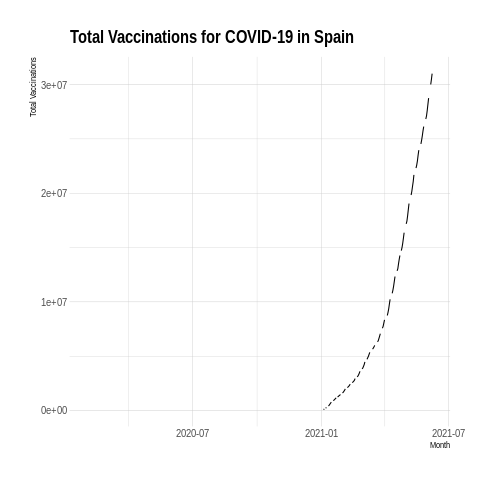 Total Vaccinations for COVID-19 in Spain
Total Vaccinations
3e+07
2e+07
1e+07
0e+00
2020-07
2021-01
2021-07
Month